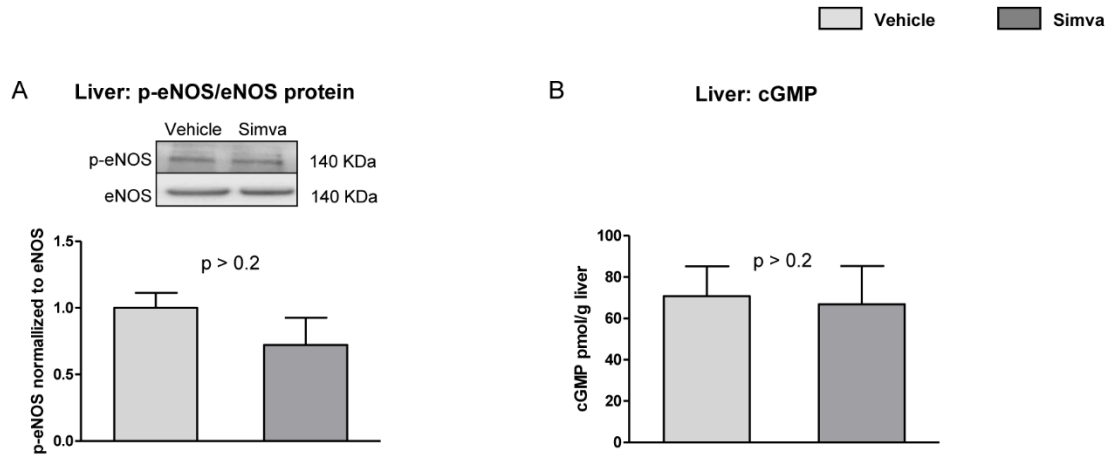 Vehicle Simva
A Liver: p-eNOS/eNOS protein
Vehicle Simva
p-eNOS 140 KDa
eNOS 140 KDa
p-eNOS normallized to eNOS
1.5
1.0
0.5
0.0
p > 0.2
B Liver: cGMP
cGMP pmol/g liver
100
80
60
40
20
0
p > 0.2